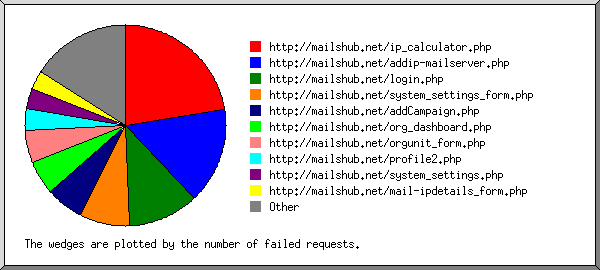 http://mailshub.net/ip_calculator.php
http://mailshub.net/addip-mailserver.php
http://mailshub.net/login.php
http://mailshub.net/system_settings_form.php
http://mailshub.net/addCampaign.php
http://mailshub.net/org_dashboard.php
http://mailshub.net/orgunit_form.php
http://mailshub.net/profile2.php
http://mailshub.net/system_settings.php
http://mailshub.net/mail-ipdetails_form.php
Other
The wedges are plotted by the number of failed requests.